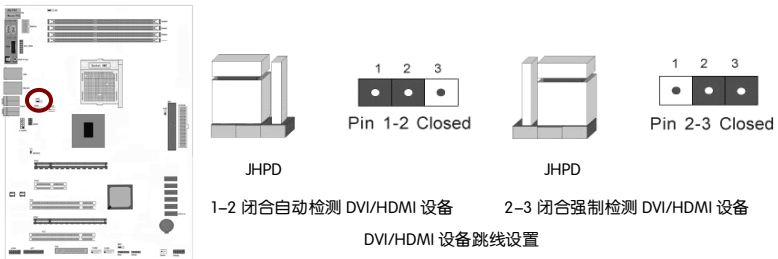 1 2 3
Pin 1-2 Closed
1 2 3
Pin 2-3 Closed
JHPD
JHPD
1-2 闭合自动检测 DVI/HDMI 设备
2-3 闭合强制检测 DVI/HDMI 设备
DVI/HDMI 设备跳线设置